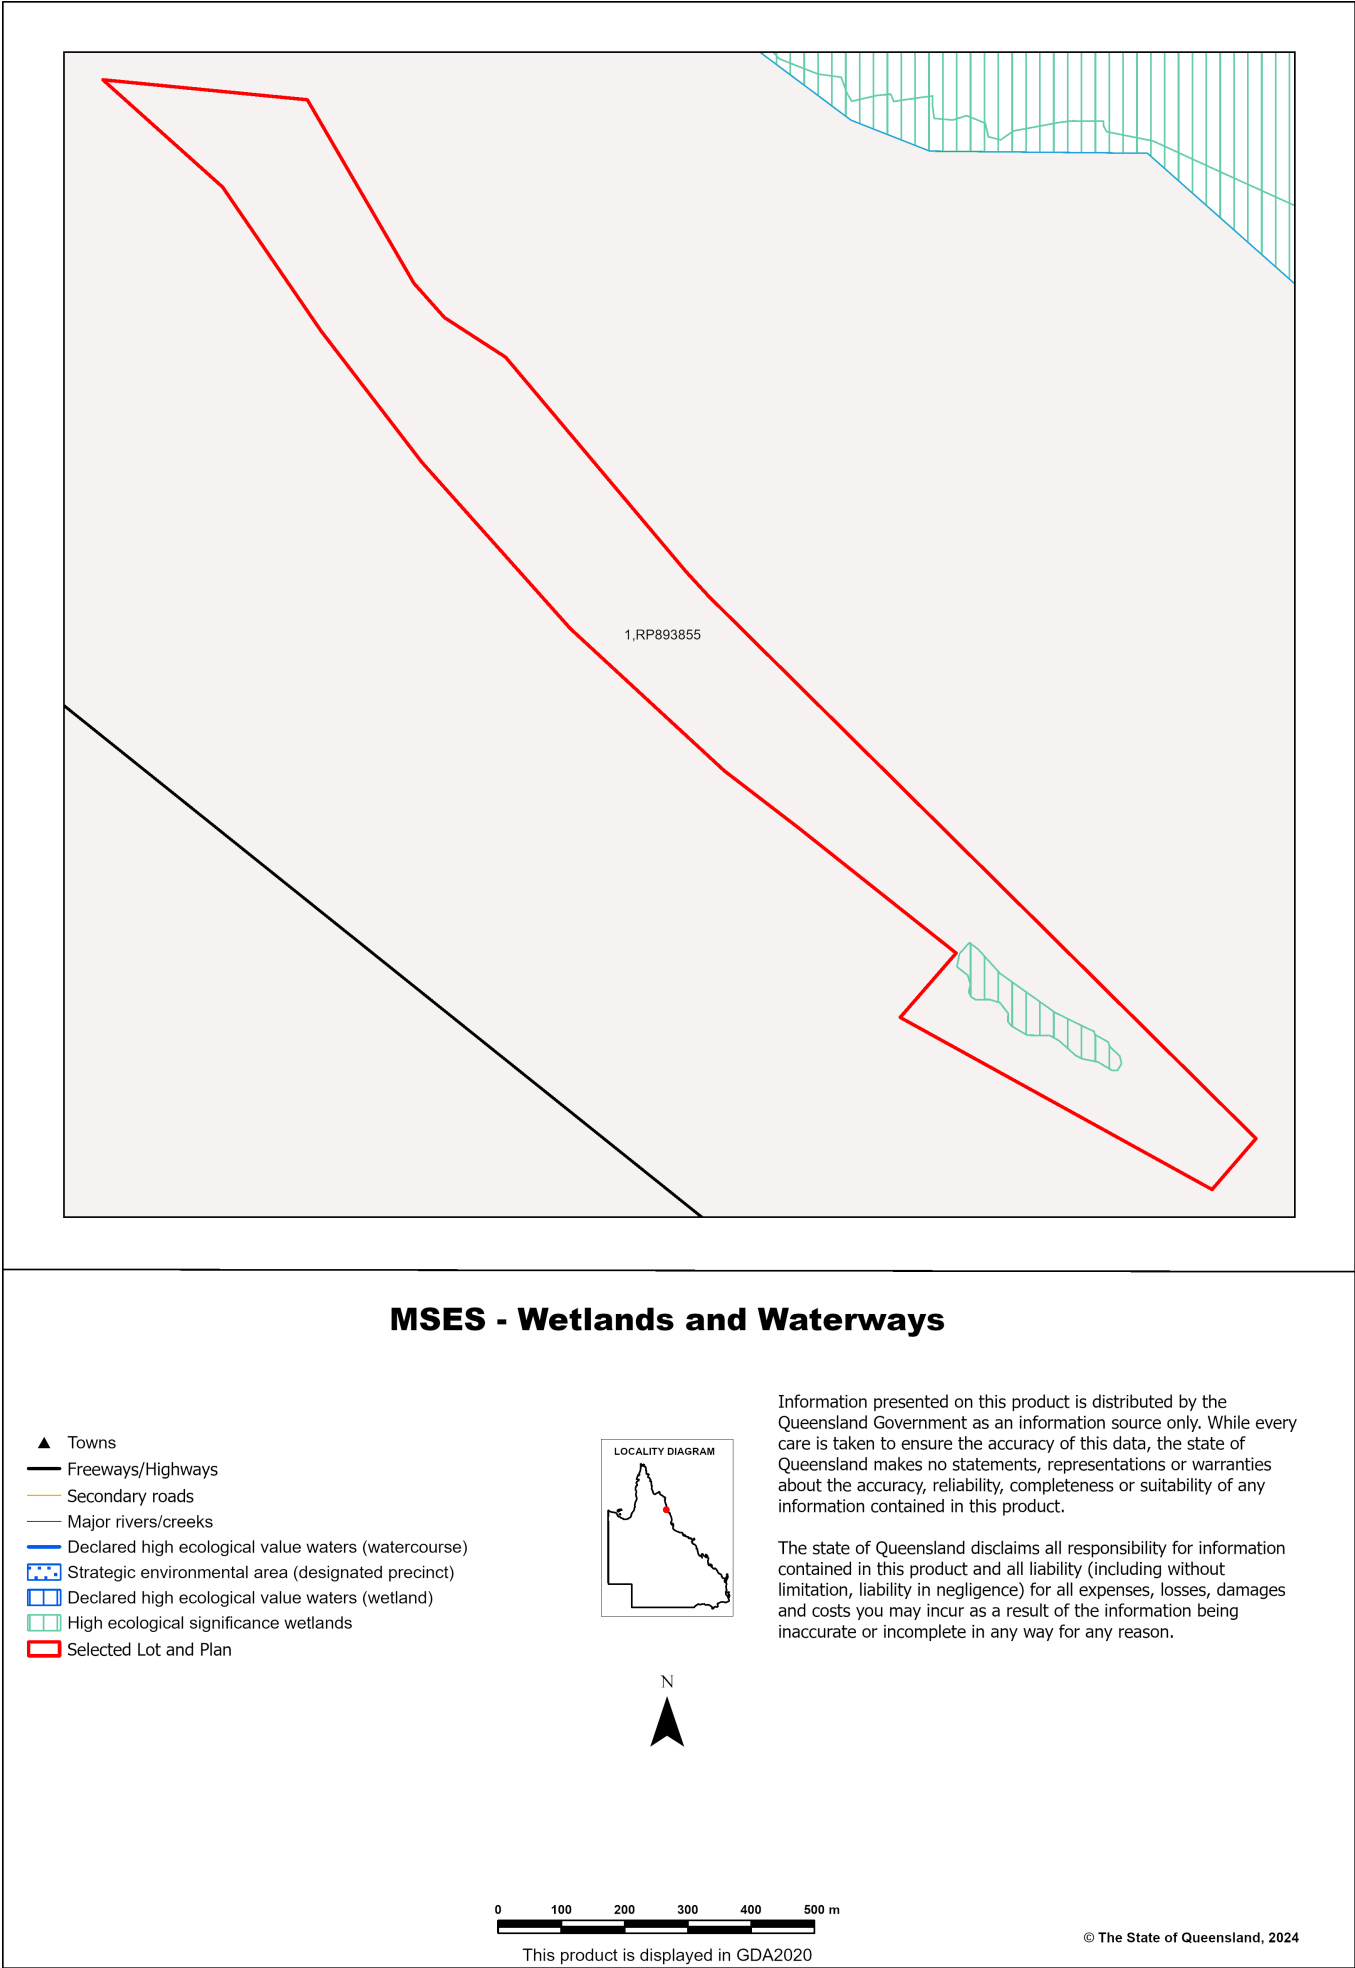 1,RP893855
MSES - Wetlands and Waterways
Towns
Freeways/Highways
Secondary roads
Major rivers/creeks
Declared high ecological value waters (watercourse)
Strategic environmental area (designated precinct)
Declared high ecological value waters (wetland)
High ecological significance wetlands
Selected Lot and Plan
LOCALITY DIAGRAM
N
Information presented on this product is distributed by the
Queensland Government as an information source only. While every
care is taken to ensure the accuracy of this data, the state of
Queensland makes no statements, representations or warranties
about the accuracy, reliability, completeness or suitability of any
information contained in this product.
The state of Queensland disclaims all responsibility for information
contained in this product and all liability (including without
limitation, liability in negligence) for all expenses, losses, damages
and costs you may incur as a result of the information being
inaccurate or incomplete in any way for any reason.
0 100 200 300 400 500 m
This product is displayed in GDA2020
© The State of Queensland, 2024